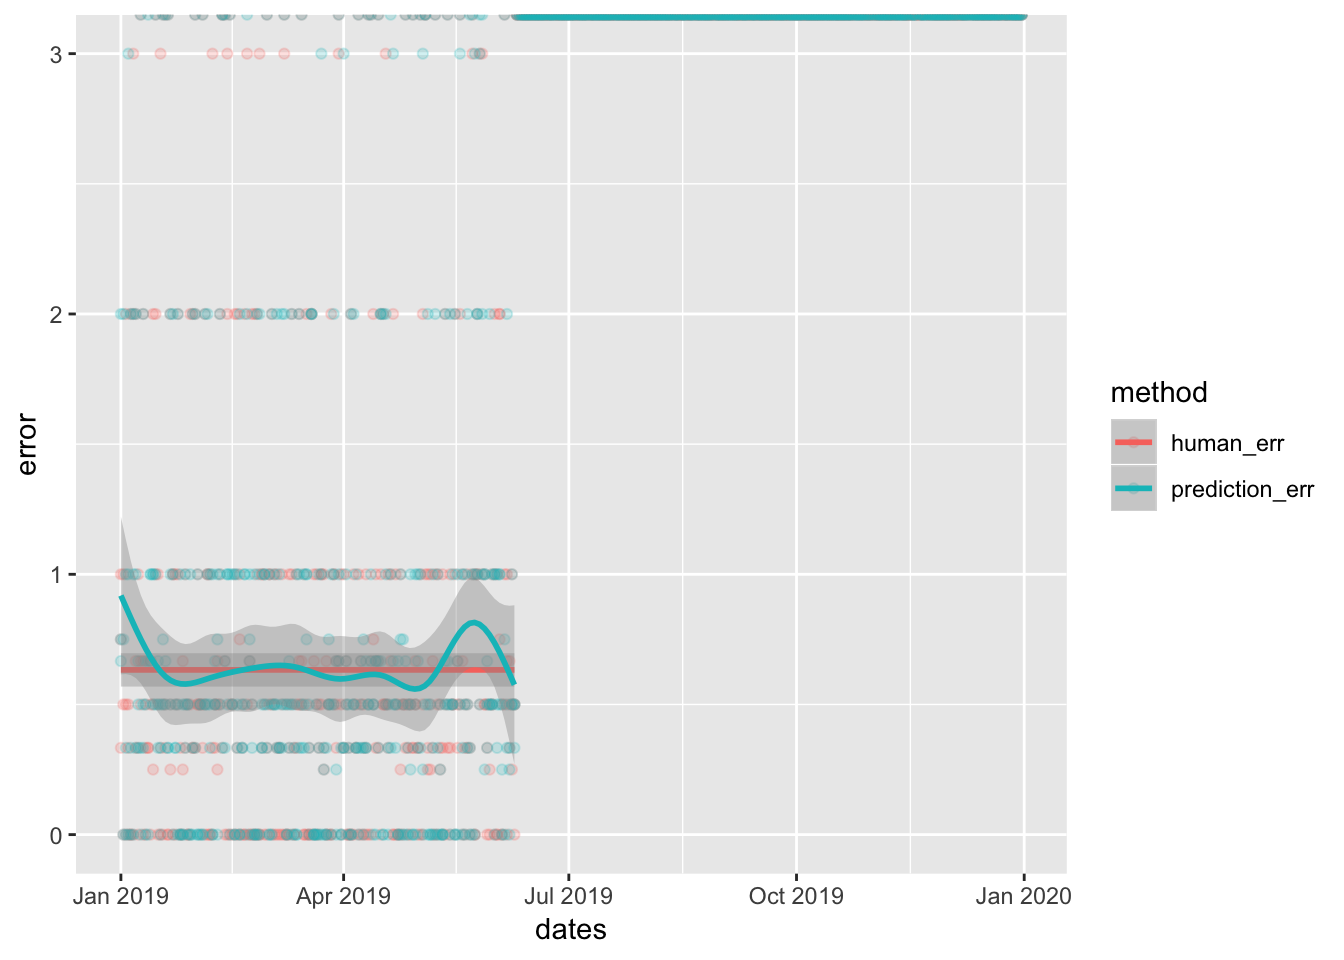 3
2
1
0
error
Jan 2019
Apr 2019
Jul 2019
Oct 2019
Jan 2020
dates
method
human_err
prediction_err